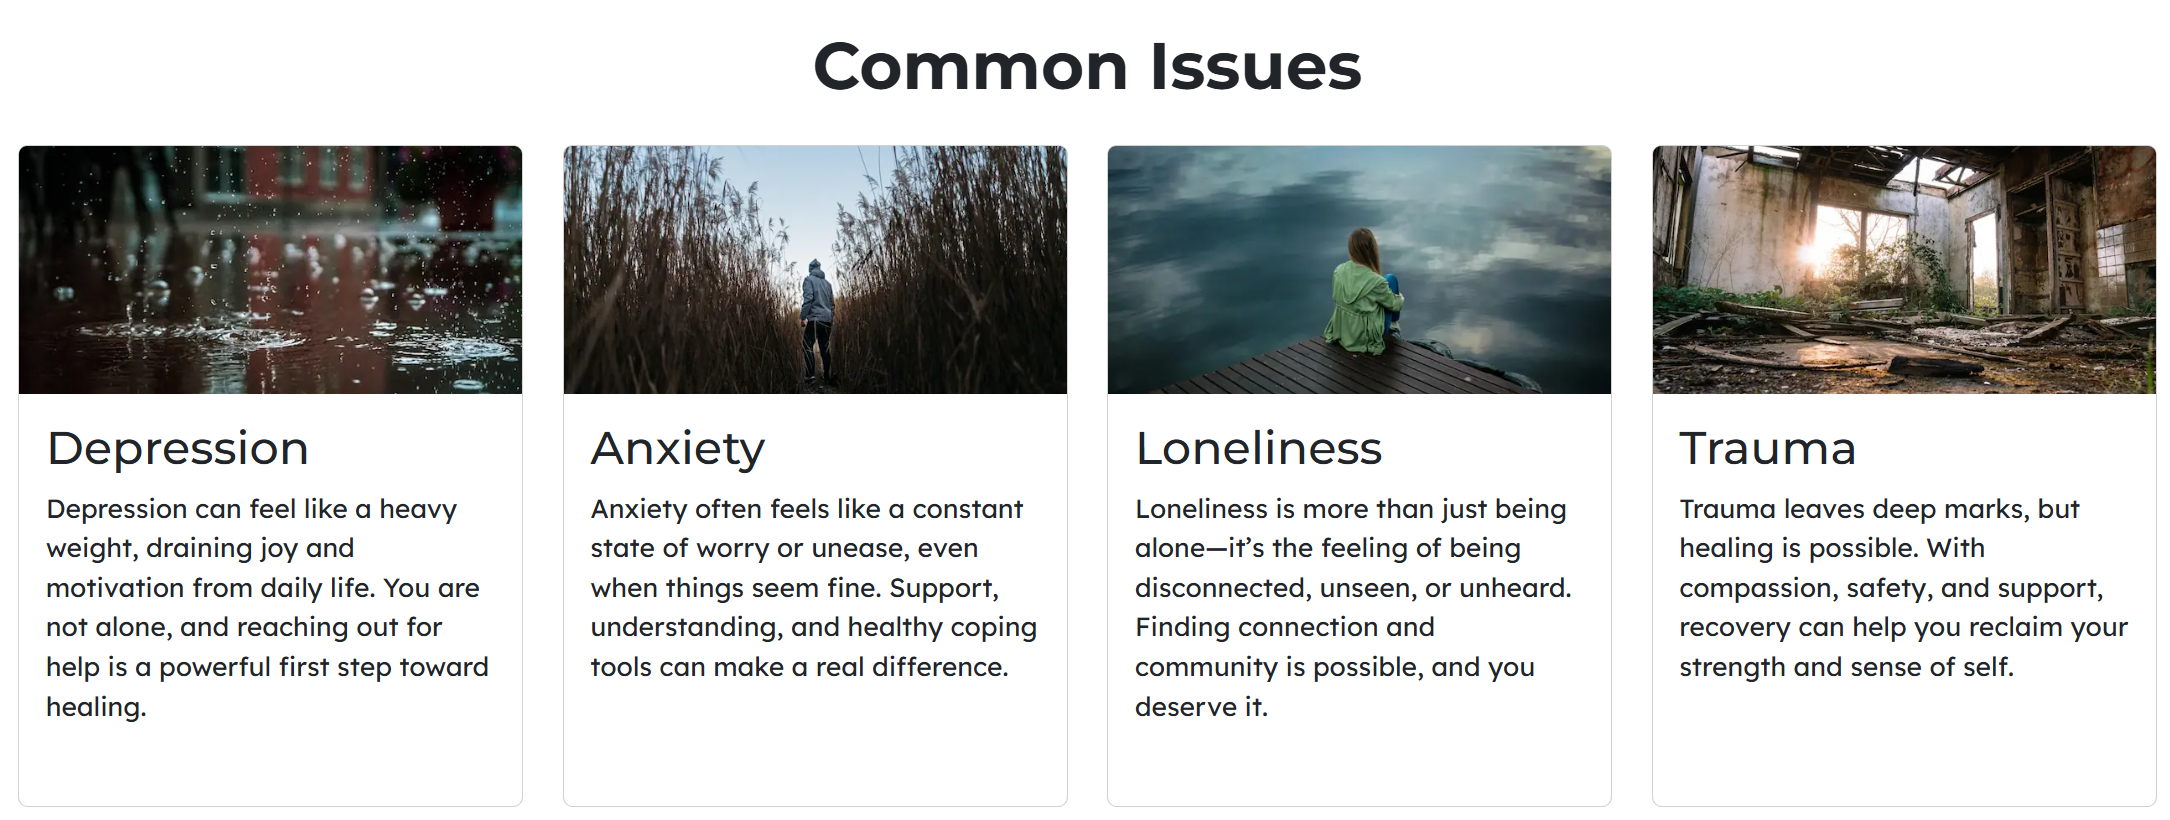 Common Issues
Depression
Depression can feel like a heavy
weight, draining joy and
motivation from daily life. You are
not alone, and reaching out for
help is a powerful first step toward
healing.
Anxiety
Anxiety often feels like a constant
state of worry or unease, even
when things seem fine. Support,
understanding, and healthy coping
tools can make a real difference.
Loneliness
Loneliness is more than just being
alone—it’s the feeling of being
disconnected, unseen, or unheard.
Finding connection and
community is possible, and you
deserve it.
Trauma
Trauma leaves deep marks, but
healing is possible. With
compassion, safety, and support,
recovery can help you reclaim your
strength and sense of self.